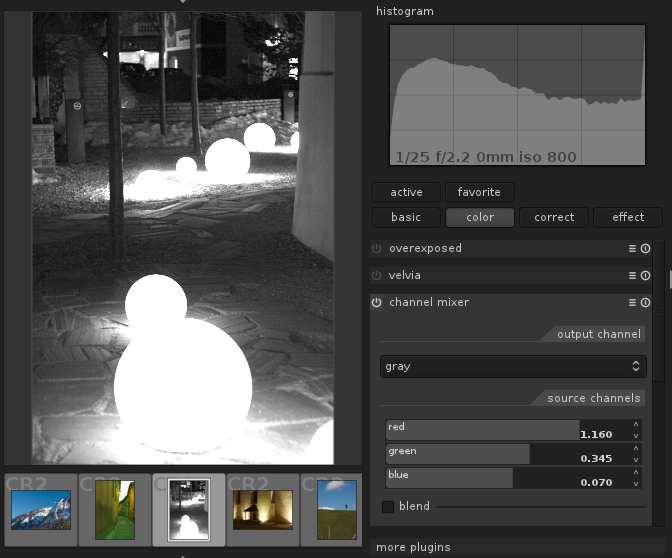 histogram
1/25 f/2.2 0mm iso 800
active favorite
basic color correct effect
overexposed
velvia
channel mixer
output channel
gray
source channels
red 1.160
green 0.345
blue 0.070
blend
CR2 CR2 CR2
more plugins